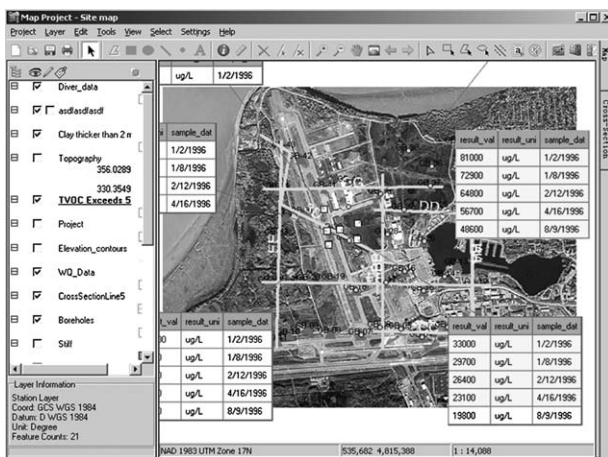 Map Project - Site map
Project Layer Edit Tools View Select Settings Help
Diver_data
asdfasdfasdf
Clay thicker than 2 m
Topography
356.0289
330.3549
TVOC Exceeds 5
Project
Elevation_contours
WQ_Data
CrossSectionLine5
Boreholes
Stiff
Layer Information
Station Layer
Coord: GCS WGS 1984
Datum: D WGS 1984
Unit: Degree
Feature Counts: 21
ug/L 1/2/1996
sample_dat
1/2/1996
1/8/1996
2/12/1996
4/16/1996
result_val result_uni sample_dat
81000 ug/L 1/2/1996
72900 ug/L 1/8/1996
64800 ug/L 2/12/1996
56700 ug/L 4/16/1996
48600 ug/L 8/9/1996
_val result_uni sample_dat
ug/L 1/2/1996
ug/L 1/8/1996
ug/L 2/12/1996
ug/L 4/16/1996
ug/L 8/9/1996
result_val result_uni sample_dat
33000 ug/L 1/2/1996
29700 ug/L 1/8/1996
26400 ug/L 2/12/1996
23100 ug/L 4/16/1996
19800 ug/L 8/9/1996
DD
NAD 1983 UTM Zone 17N 535,682 4,815,388 1 : 14,088
Map
Cross Section